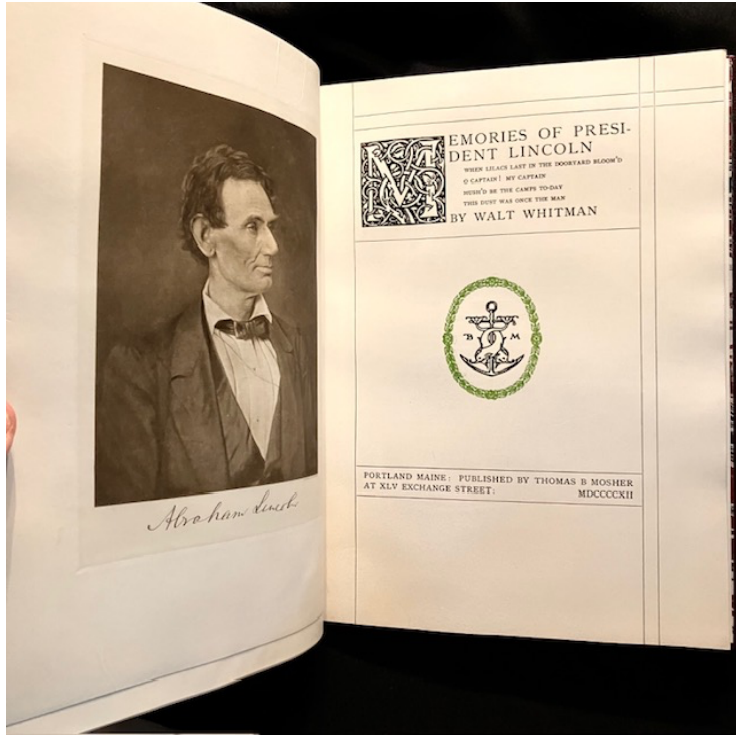 Abraham Lincoln
MEMORIES OF PRESI-
DENT LINCOLN
WHEN LILACS LAST IN THE DOORYARD BLOOM'D
O CAPTAIN! MY CAPTAIN
HUSH'D BE THE CAMPS TO-DAY
THIS DUST WAS ONCE THE MAN
BY WALT WHITMAN
B M
PORTLAND MAINE: PUBLISHED BY THOMAS B MOSHER
AT XLV EXCHANGE STREET: MDCCCCXII